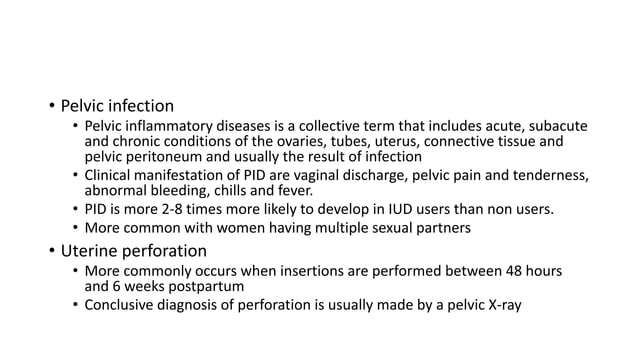 • Pelvic infection
• Pelvic inflammatory diseases is a collective term that includes acute, subacute
and chronic conditions of the ovaries, tubes, uterus, connective tissue and
pelvic peritoneum and usually the result of infection
• Clinical manifestation of PID are vaginal discharge, pelvic pain and tenderness,
abnormal bleeding, chills and fever.
• PID is more 2-8 times more likely to develop in IUD users than non users.
• More common with women having multiple sexual partners
• Uterine perforation
• More commonly occurs when insertions are performed between 48 hours
and 6 weeks postpartum
• Conclusive diagnosis of perforation is usually made by a pelvic X-ray